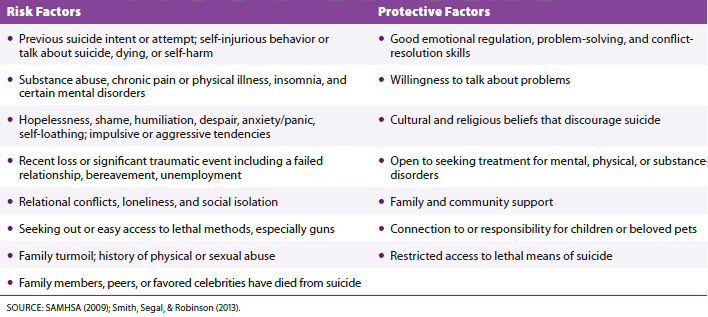 Risk Factors
Protective Factors
• Previous suicide intent or attempt; self-injurious behavior or
talk about suicide, dying, or self-harm
• Good emotional regulation, problem-solving, and conflict-
resolution skills
• Substance abuse, chronic pain or physical illness, insomnia, and
certain mental disorders
• Willingness to talk about problems
• Hopelessness, shame, humiliation, despair, anxiety/panic,
self-loathing; impulsive or aggressive tendencies
• Cultural and religious beliefs that discourage suicide
• Recent loss or significant traumatic event including a failed
relationship, bereavement, unemployment
• Open to seeking treatment for mental, physical, or substance
disorders
• Relational conflicts, loneliness, and social isolation
• Family and community support
• Seeking out or easy access to lethal methods, especially guns
• Connection to or responsibility for children or beloved pets
• Family turmoil; history of physical or sexual abuse
• Restricted access to lethal means of suicide
• Family members, peers, or favored celebrities have died from suicide
SOURCE: SAMHSA (2009); Smith, Segal, & Robinson (2013).